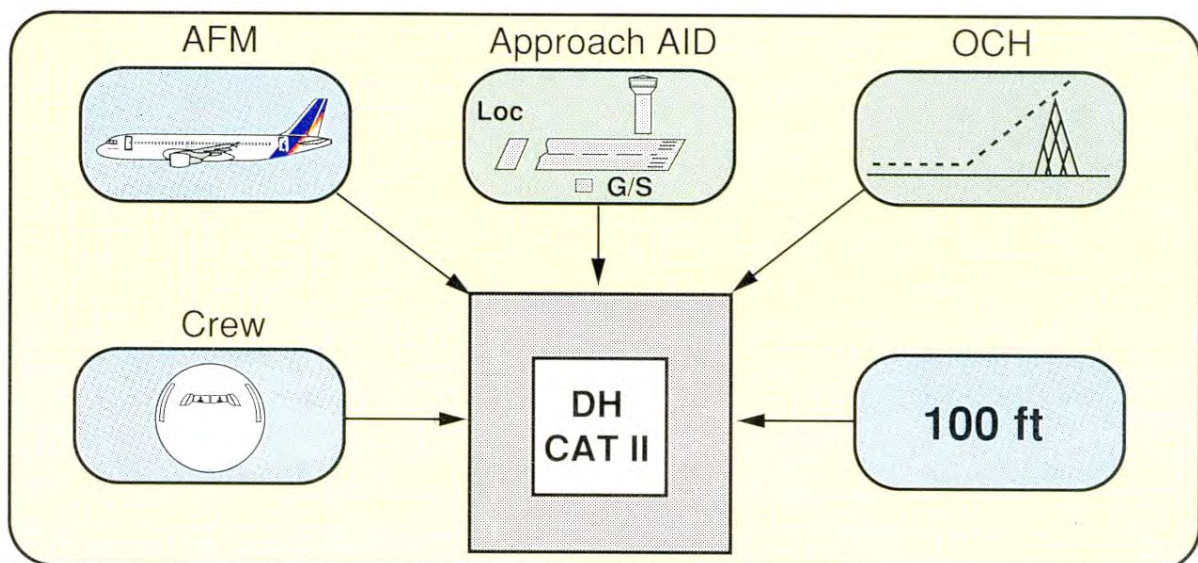 AFM
Approach AID
OCH
Loc
G/S
Crew
DH
CAT II
100 ft